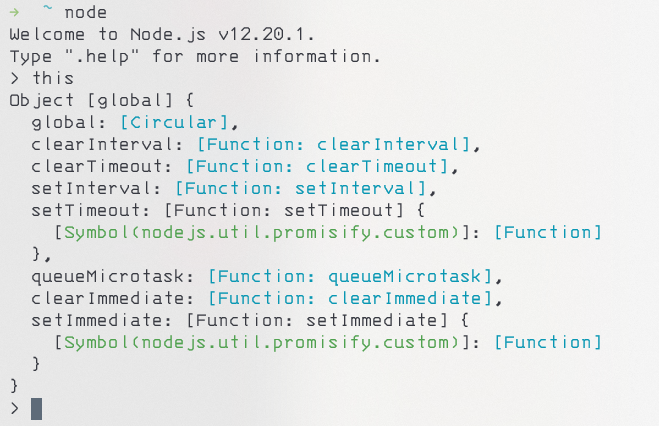 → ~ node
Welcome to Node.js v12.20.1.
Type ".help" for more information.
> this
Object [global] {
  global: [Circular],
  clearInterval: [Function: clearInterval],
  clearTimeout: [Function: clearTimeout],
  setInterval: [Function: setInterval],
  setTimeout: [Function: setTimeout] {
    [Symbol(nodejs.util.promisify.custom)]: [Function]
  },
  queueMicrotask: [Function: queueMicrotask],
  clearImmediate: [Function: clearImmediate],
  setImmediate: [Function: setImmediate] {
    [Symbol(nodejs.util.promisify.custom)]: [Function]
  }
}
>